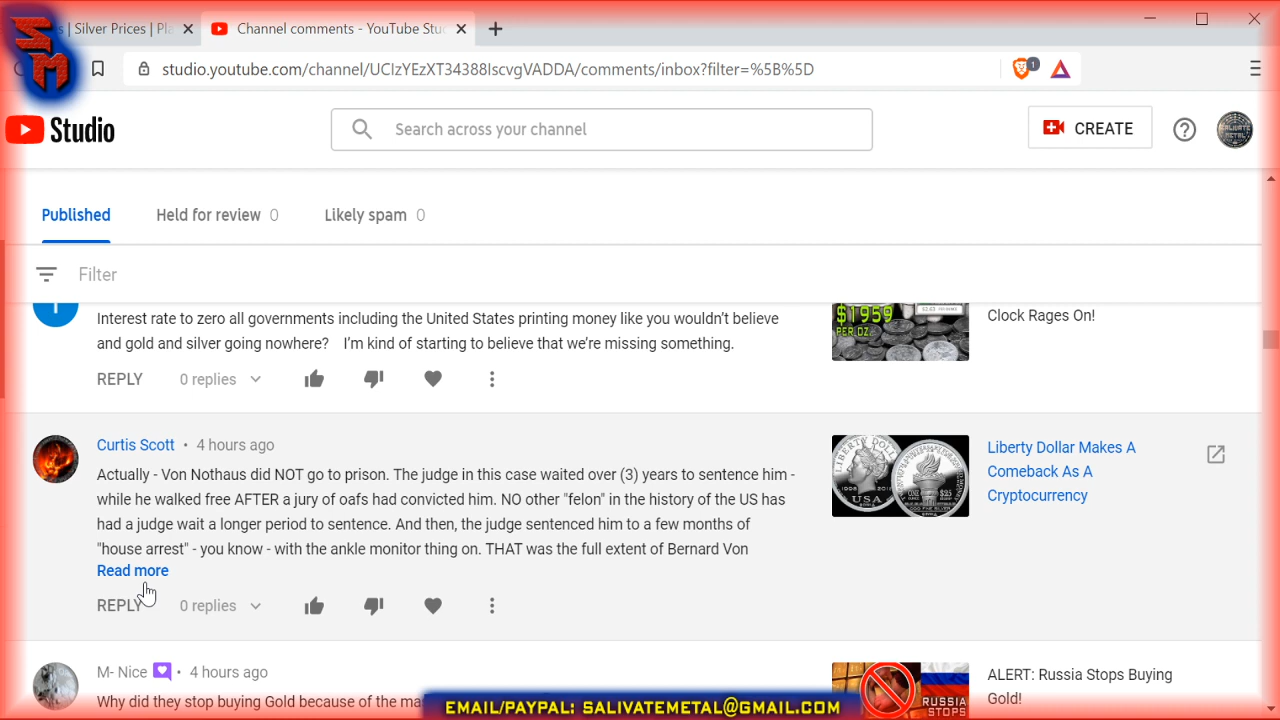 s | Silver Prices | Pla
Channel comments - YouTube Stu
SM
studio.youtube.com/channel/UCIzYEzXT34388IscvgVADDA/comments/inbox?filter=%5B%5D
1
Studio
Search across your channel
CREATE
Published
Held for review 0
Likely spam 0
Filter
Interest rate to zero all governments including the United States printing money like you wouldn't believe
and gold and silver going nowhere? I'm kind of starting to believe that we're missing something.
$1959
PER OZ.
Clock Rages On!
REPLY
0 replies
Curtis Scott • 4 hours ago
Actually - Von Nothaus did NOT go to prison. The judge in this case waited over (3) years to sentence him -
while he walked free AFTER a jury of oafs had convicted him. NO other "felon" in the history of the US has
had a judge wait a longer period to sentence. And then, the judge sentenced him to a few months of
"house arrest" - you know - with the ankle monitor thing on. THAT was the full extent of Bernard Von
Read more
REPLY
0 replies
Liberty Dollar Makes A
Comeback As A
Cryptocurrency
M- Nice • 4 hours ago
Why did they stop buying Gold because of the ma
RUSSIA
STOPS
ALERT: Russia Stops Buying
Gold!
EMAIL/PAYPAL: SALIVATEMETAL@GMAIL.COM